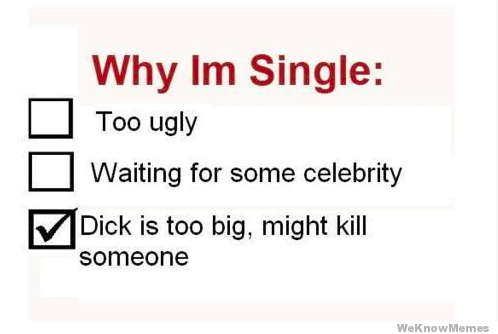 Why Im Single:
Too ugly
Waiting for some celebrity
Dick is too big, might kill
someone
WeKnowMemes